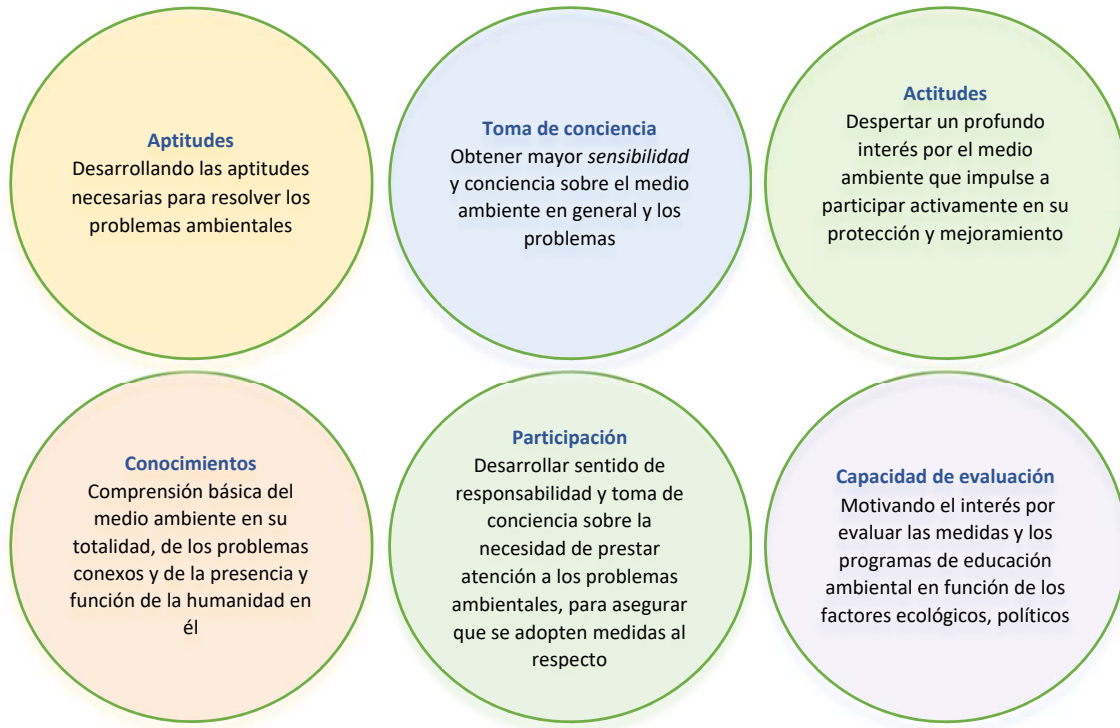 Aptitudes
Desarrollando las aptitudes
necesarias para resolver los
problemas ambientales
Toma de conciencia
Obtener mayor sensibilidad
y conciencia sobre el medio
ambiente en general y los
problemas
Actitudes
Despertar un profundo
interés por el medio
ambiente que impulse a
participar activamente en su
protección y mejoramiento
Conocimientos
Comprensión básica del
medio ambiente en su
totalidad, de los problemas
conexos y de la presencia y
función de la humanidad en
él
Participación
Desarrollar sentido de
responsabilidad y toma de
conciencia sobre la
necesidad de prestar
atención a los problemas
ambientales, para asegurar
que se adopten medidas al
respecto
Capacidad de evaluación
Motivando el interés por
evaluar las medidas y los
programas de educación
ambiental en función de los
factores ecológicos, políticos